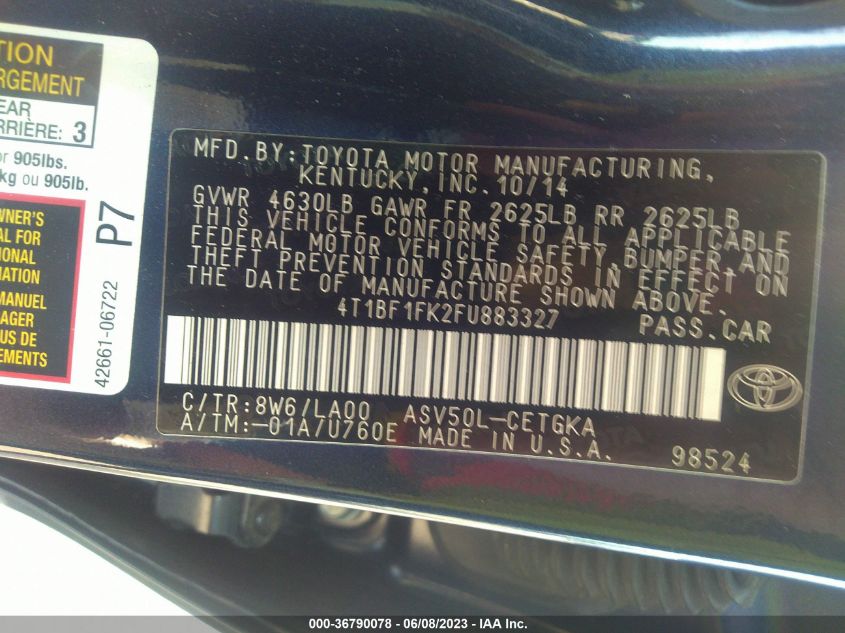 TION
RGEMENT
EAR
RRIÈRE: 3
or 905lbs.
kg ou 905lb.
WNER'S
AL FOR
IONAL
MATION
MANUEL
AGER
US DE
MENTS
P7
42661-06722
MFD.BY:TOYOTA MOTOR MANUFACTURING,
KENTUCKY,INC.10/14
GVWR 4630LB GAWR FR 2625LB RR 2625LB
THIS VEHICLE CONFORMS TO ALL APPLICABLE
FEDERAL MOTOR VEHICLE SAFETY,BUMPER,AND
THEFT PREVENTION STANDARDS IN EFFECT ON
THE DATE OF MANUFACTURE SHOWN ABOVE.
4T1BF1FK2FU883327 PASS.CAR
C/TR:8W6/LA00 ASV50L-CETGKA
A/TM:-01A/U760E MADE IN U.S.A.
98524
000-36790078 - 06/08/2023 - IAA Inc.